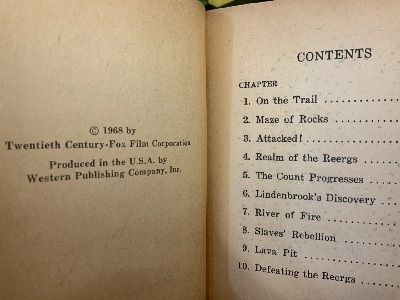 © 1968 by
Twentieth Century-Fox Film Corporation
Produced in the U.S.A. by
Western Publishing Company, Inc.
CONTENTS
CHAPTER
1. On the Trail ..........
2. Maze of Rocks ........
3. Attacked! ............
4. Realm of the Reergs ....
5. The Count Progresses ....
6. Lindenbrook's Discovery ..
7. River of Fire ..........
8. Slaves' Rebellion ........
9. Lava Pit ..............
10. Defeating the Reergs ....